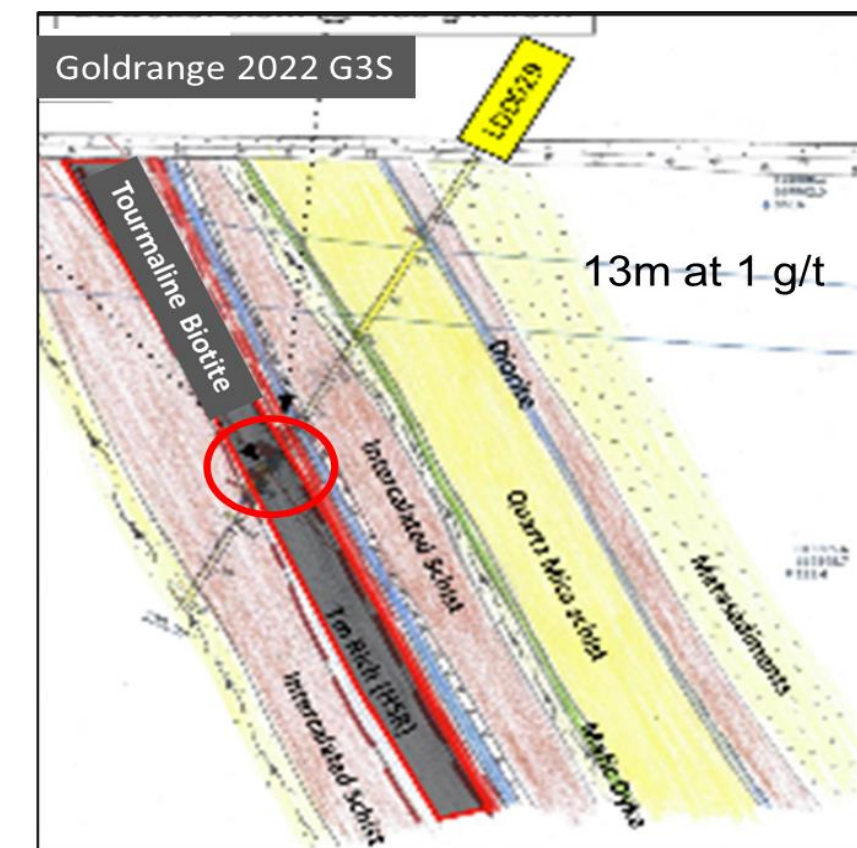 Goldrange 2022 G3S
LDD029
Tourmaline Biotite
13m at 1 g/t
Diorite
Intercalated Schist
Quartz Mica schist
Metasediments
Tm Rich (HSR)
Intercalated Schist
Mafic Dyke